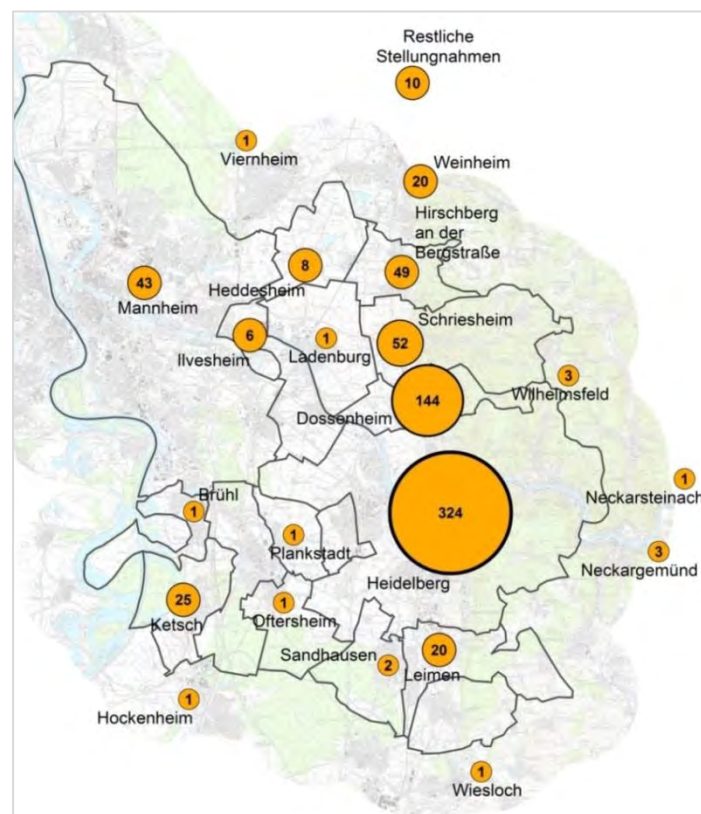 Restliche
Stellungnahmen
10
1
Viernheim
Weinheim
20
Hirschberg
an der
Bergstraße
49
8
Heddesheim
43
Mannheim
6
Ilvesheim
1
Ladenburg
Schriesheim
52
3
Wilhelmsfeld
144
Dossenheim
1
Neckarsteinach
324
Heidelberg
Brühl
1
1
Plankstadt
3
Neckargemünd
25
Ketsch
1
Oftersheim
Sandhausen
2
20
Leimen
1
Hockenheim
1
Wiesloch